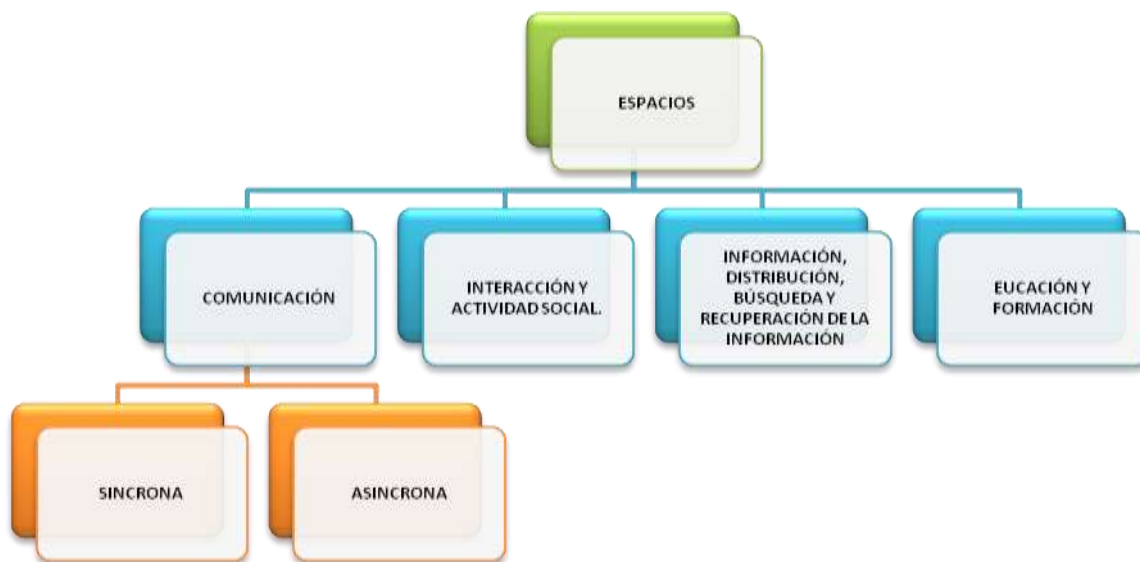 ESPACIOS
COMUNICACIÓN
INTERACCIÓN Y
ACTIVIDAD SOCIAL.
INFORMACIÓN,
DISTRIBUCIÓN,
BÚSQUEDA Y
RECUPERACIÓN DE LA
INFORMACIÓN
EUCACIÓN Y
FORMACIÓN
SINCRONA
ASINCRONA